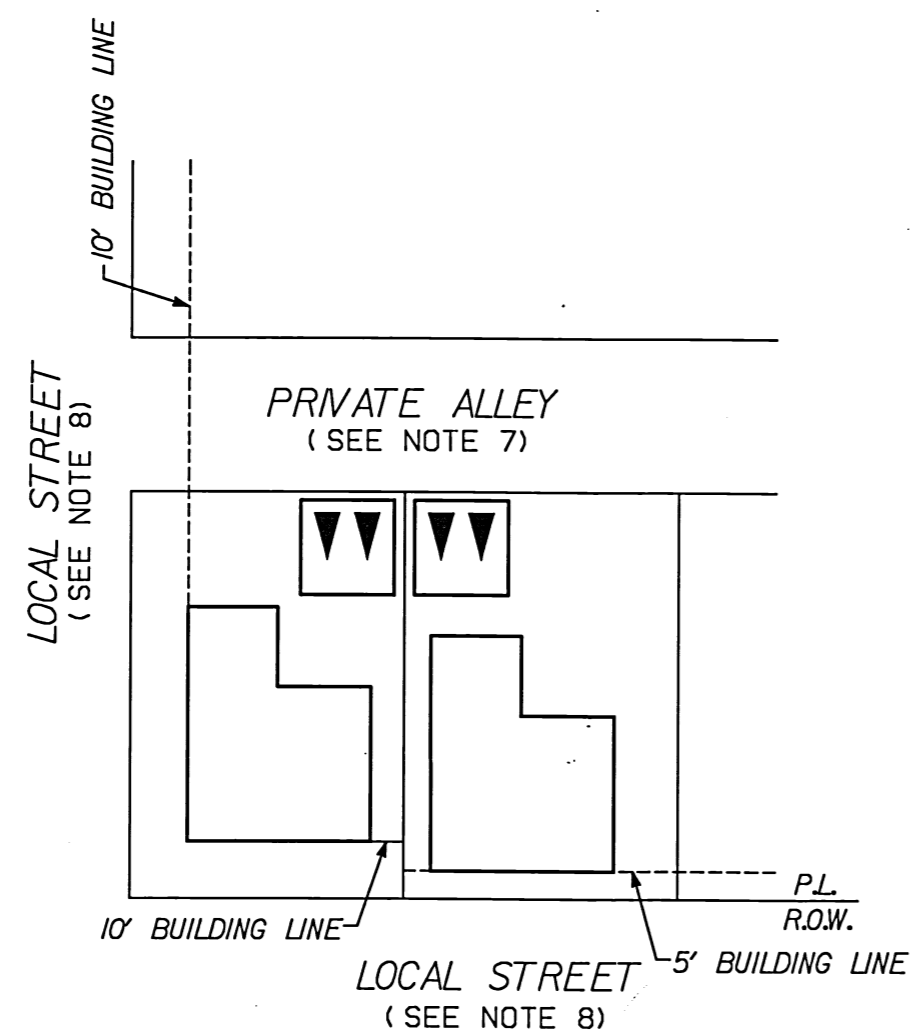 10' BUILDING LINE
LOCAL STREET
(SEE NOTE 8)
PRIVATE ALLEY
(SEE NOTE 7)
P.L.
R.O.W.
10' BUILDING LINE
5' BUILDING LINE
LOCAL STREET
(SEE NOTE 8)